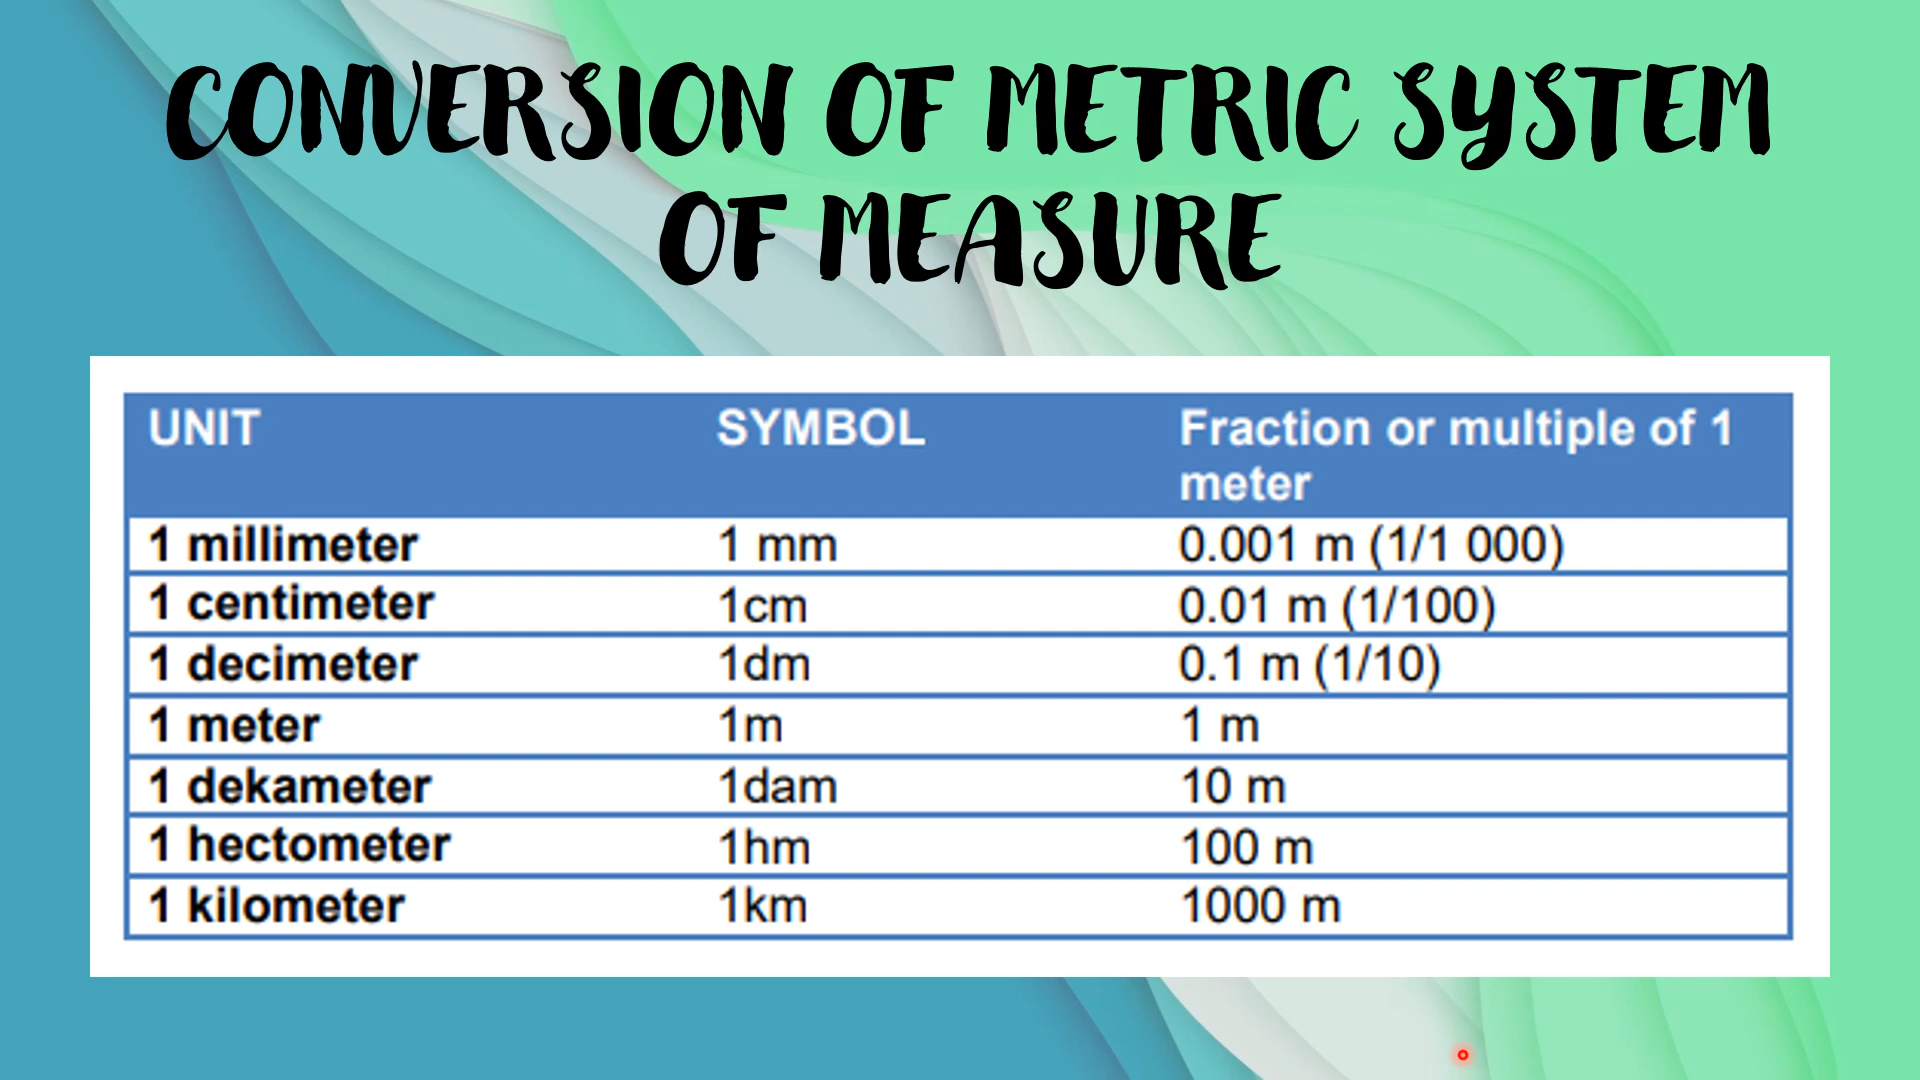 CONVERSION OF METRIC SYSTEM
OF MEASURE
UNIT SYMBOL Fraction or multiple of 1
meter
1 millimeter 1 mm 0.001 m (1/1 000)
1 centimeter 1cm 0.01 m (1/100)
1 decimeter 1dm 0.1 m (1/10)
1 meter 1m 1 m
1 dekameter 1dam 10 m
1 hectometer 1hm 100 m
1 kilometer 1km 1000 m